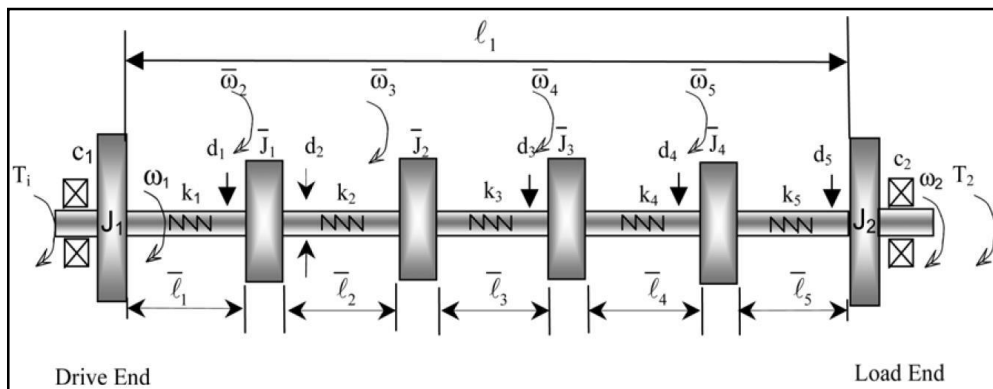 ℓ₁
ω̅₂ ω̅₃ ω̅₄ ω̅₅
c₁ d₁ J̅₁ d₂ J̅₂ d₃ J̅₃ d₄ J̅₄ d₅ c₂
Tᵢ ω₁ k₁ k₂ k₃ k₄ k₅ ω₂ T₂
J₁ J₂
ℓ̅₁ ℓ̅₂ ℓ̅₃ ℓ̅₄ ℓ̅₅
Drive End Load End